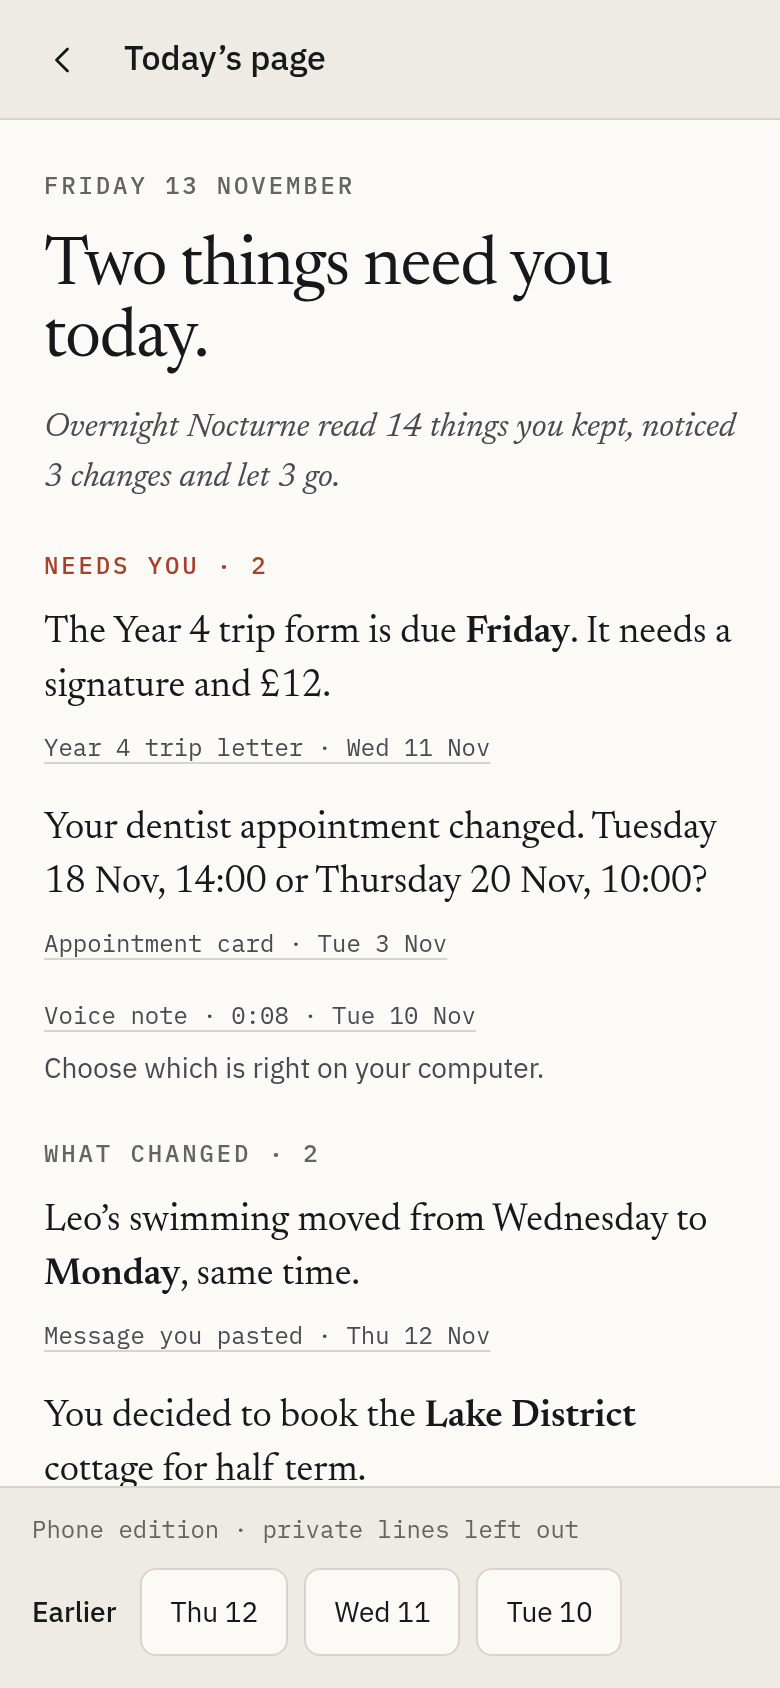 Today’s page
FRIDAY 13 NOVEMBER
Two things need you
today.
Overnight Nocturne read 14 things you kept, noticed
3 changes and let 3 go.
NEEDS YOU · 2
The Year 4 trip form is due Friday. It needs a
signature and £12.
Year 4 trip letter · Wed 11 Nov
Your dentist appointment changed. Tuesday
18 Nov, 14:00 or Thursday 20 Nov, 10:00?
Appointment card · Tue 3 Nov
Voice note · 0:08 · Tue 10 Nov
Choose which is right on your computer.
WHAT CHANGED · 2
Leo’s swimming moved from Wednesday to
Monday, same time.
Message you pasted · Thu 12 Nov
You decided to book the Lake District
cottage for half term.
Phone edition · private lines left out
Earlier Thu 12 Wed 11 Tue 10